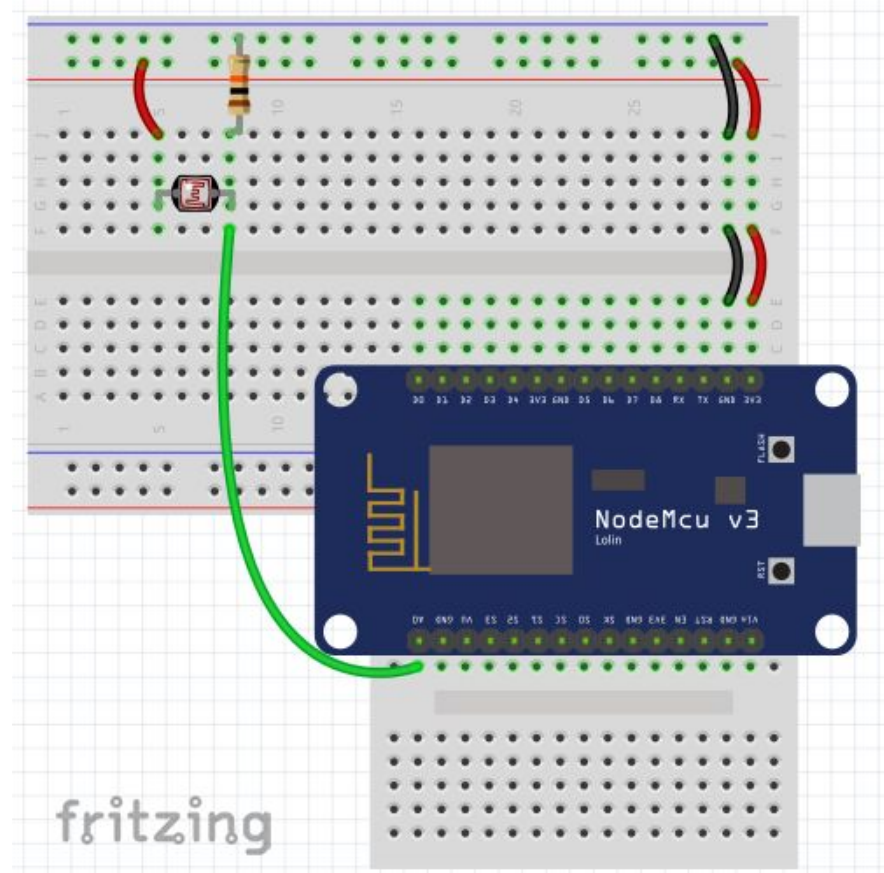 1 5 10 15 20 25
J J
I I
H H
G G
F F
E E
D D
C C
B
A
D0 D1 D2 D3 D4 3V3 GND D5 D6 D7 D8 RX TX GND 3V3
1 5 10
FLASH
NodeMcu v3
Lolin
RST
A0 GND VU S3 S2 S1 SC S0 SK GND 3V3 EN RST GND Vin
fritzing